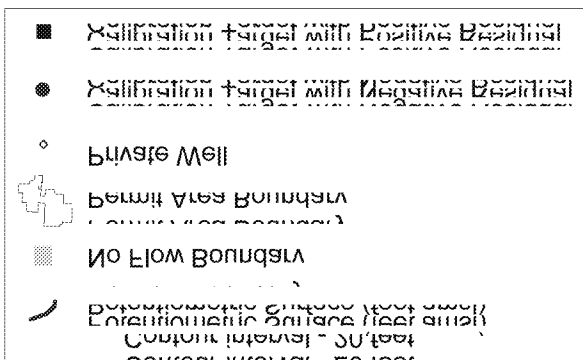 Calibration Target with Positive Residual
Calibration Target with Negative Residual
Private Well
Permit Area Boundary
No Flow Boundary
Potentiometric Surface (feet amsl)
Contour interval - 20 feet